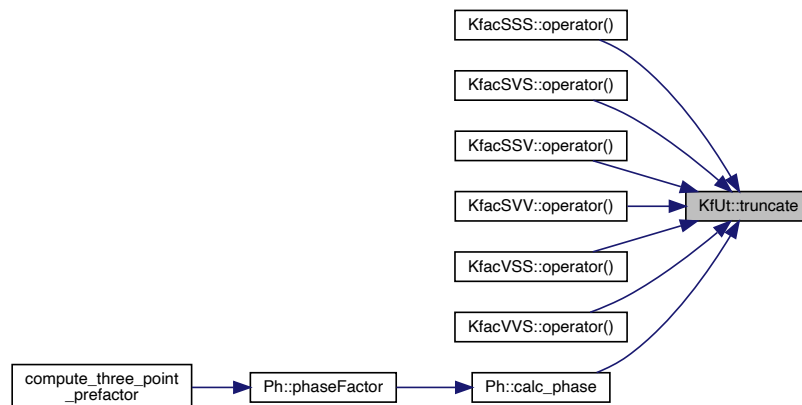 KfacSSS::operator()
KfacSVS::operator()
KfacSSV::operator()
KfacSVV::operator()
KfUt::truncate
KfacVSS::operator()
KfacVVS::operator()
compute_three_point
_prefactor
Ph::phaseFactor
Ph::calc_phase